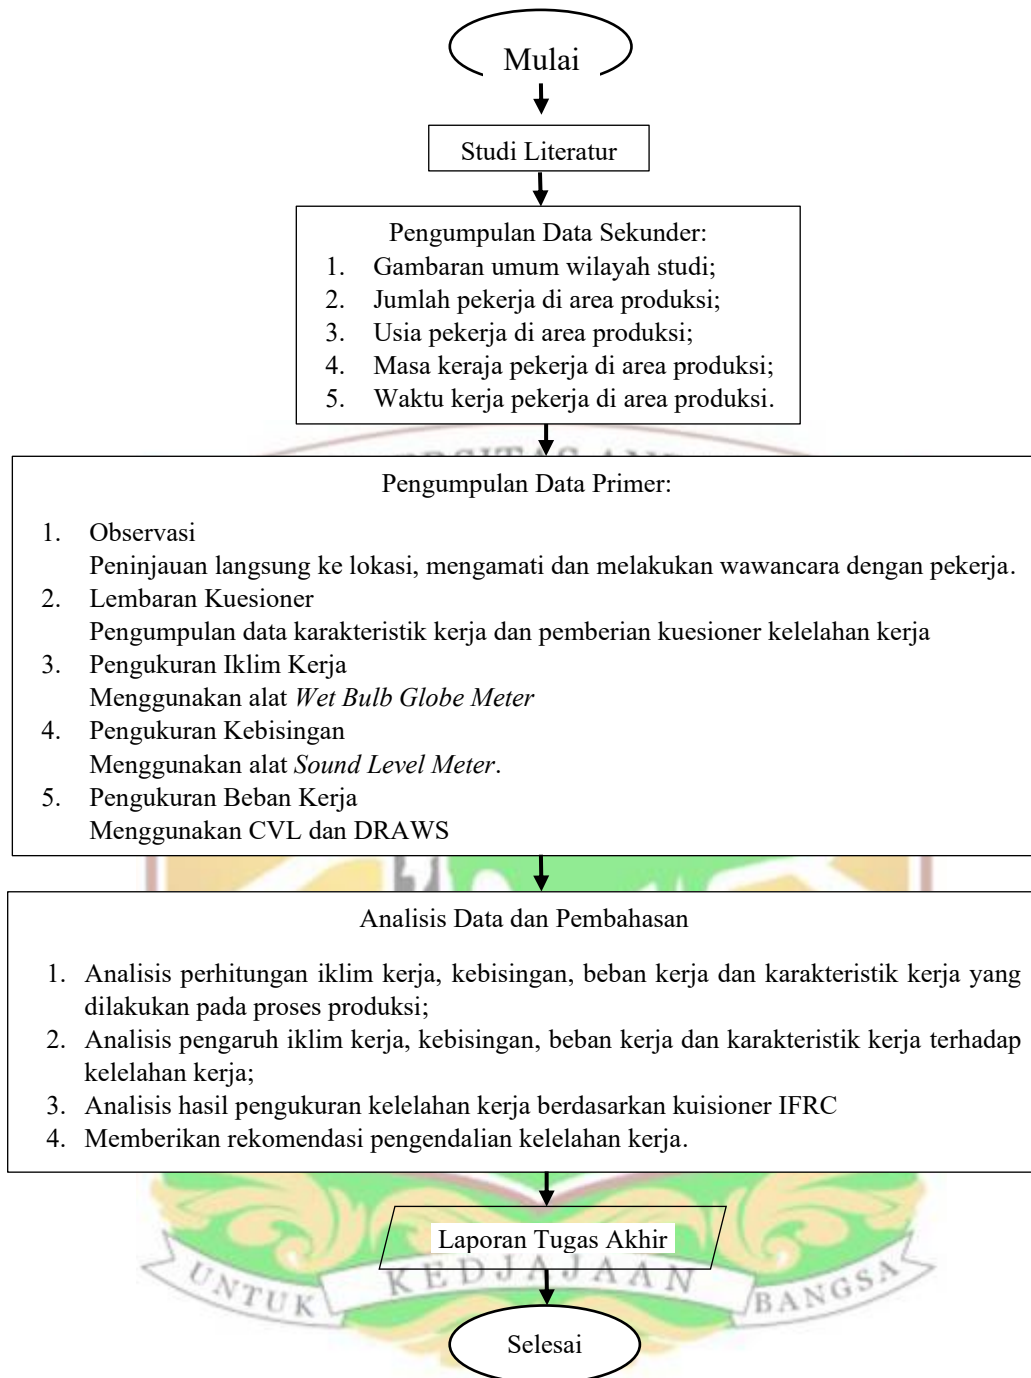 Mulai
Studi Literatur
Pengumpulan Data Sekunder:
1. Gambaran umum wilayah studi;
2. Jumlah pekerja di area produksi;
3. Usia pekerja di area produksi;
4. Masa keraja pekerja di area produksi;
5. Waktu kerja pekerja di area produksi.
Pengumpulan Data Primer:
1. Observasi
Peninjauan langsung ke lokasi, mengamati dan melakukan wawancara dengan pekerja.
2. Lembaran Kuesioner
Pengumpulan data karakteristik kerja dan pemberian kuesioner kelelahan kerja
3. Pengukuran Iklim Kerja
Menggunakan alat Wet Bulb Globe Meter
4. Pengukuran Kebisingan
Menggunakan alat Sound Level Meter.
5. Pengukuran Beban Kerja
Menggunakan CVL dan DRAWS
Analisis Data dan Pembahasan
1. Analisis perhitungan iklim kerja, kebisingan, beban kerja dan karakteristik kerja yang
dilakukan pada proses produksi;
2. Analisis pengaruh iklim kerja, kebisingan, beban kerja dan karakteristik kerja terhadap
kelelahan kerja;
3. Analisis hasil pengukuran kelelahan kerja berdasarkan kuisioner IFRC
4. Memberikan rekomendasi pengendalian kelelahan kerja.
Laporan Tugas Akhir
UNTUK KEDJAJAAN BANGSA
Selesai